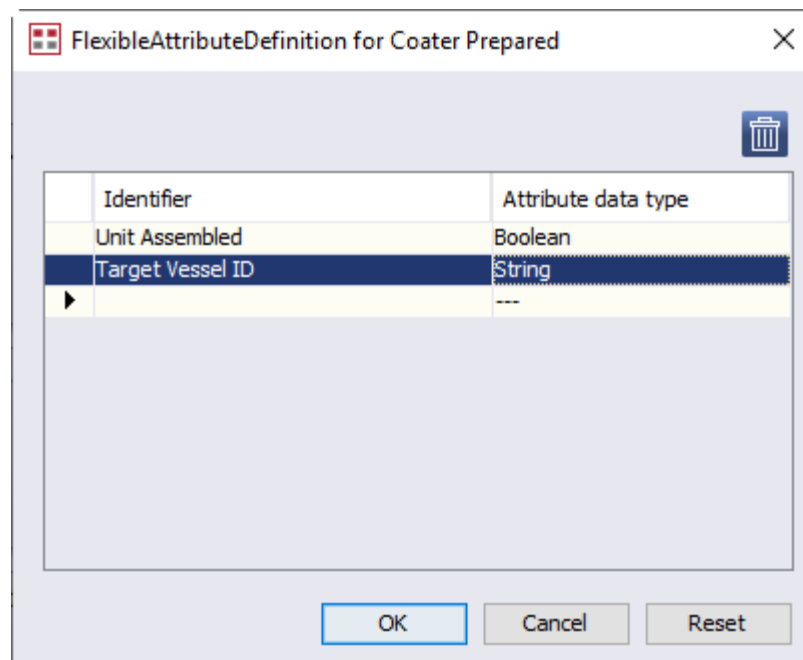 FlexibleAttributeDefinition for Coater Prepared
Identifier Attribute data type
Unit Assembled Boolean
Target Vessel ID String
---
OK Cancel Reset